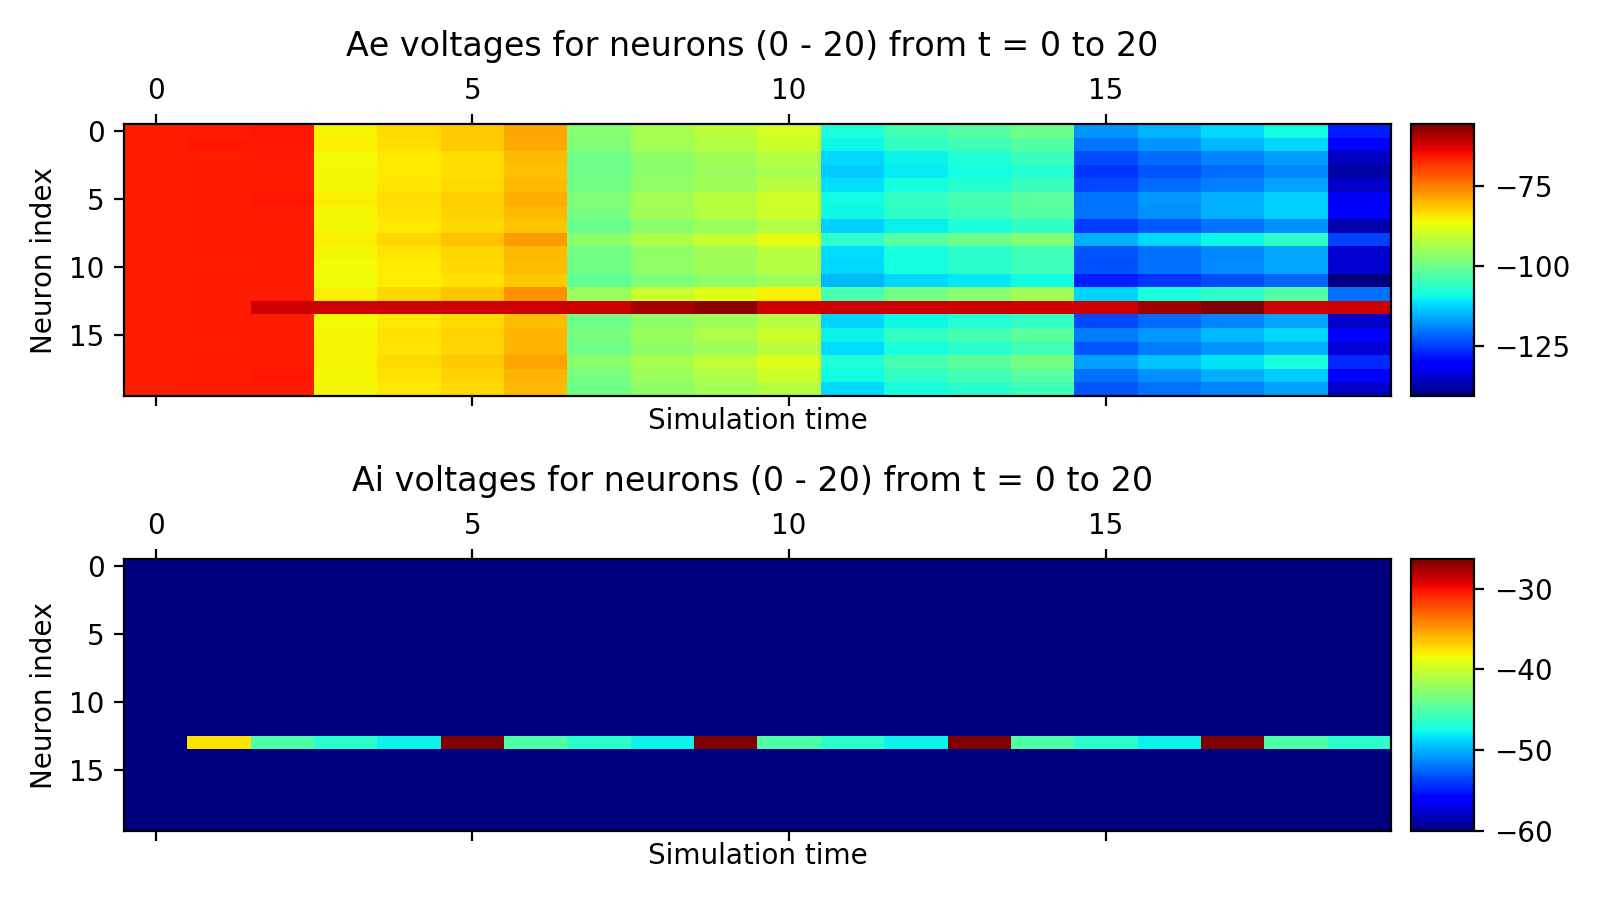 Ae voltages for neurons (0 - 20) from t = 0 to 20
0 5 10 15
Neuron index
0
5
10
15
−75
−100
−125
Simulation time
Ai voltages for neurons (0 - 20) from t = 0 to 20
0 5 10 15
Neuron index
0
5
10
15
−30
−40
−50
−60
Simulation time